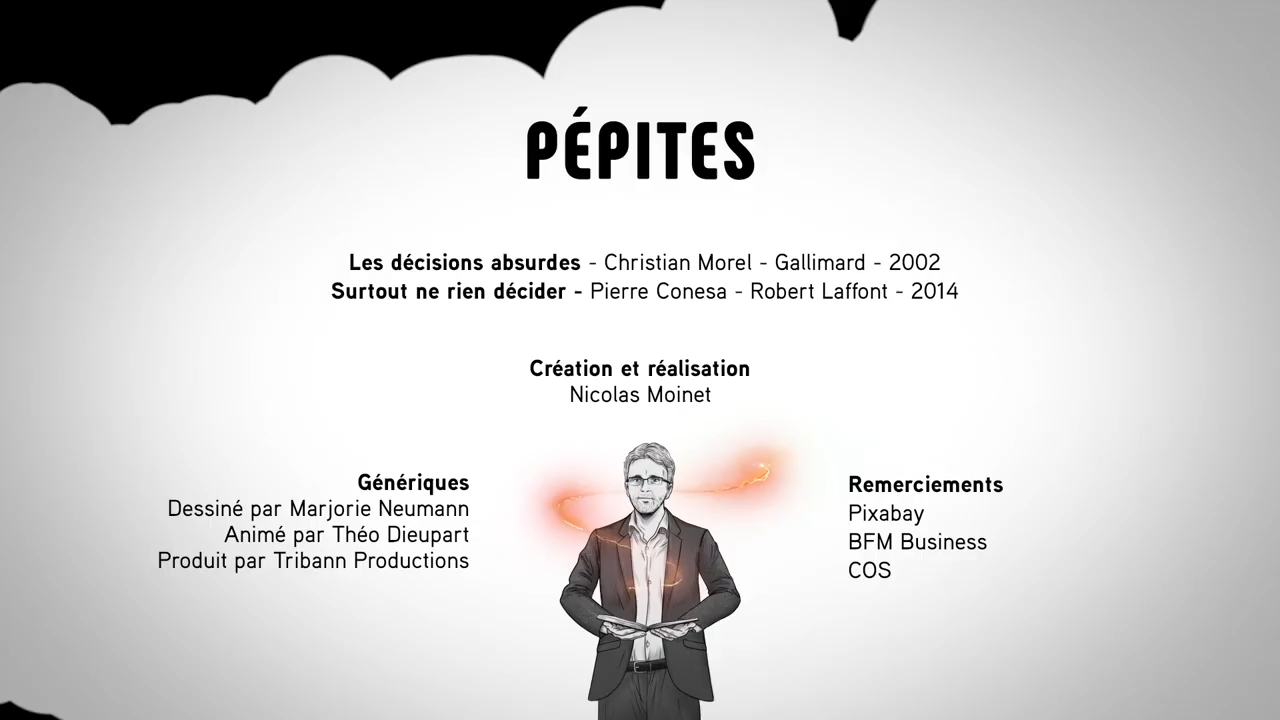 PÉPITES
Les décisions absurdes - Christian Morel - Gallimard - 2002
Surtout ne rien décider - Pierre Conesa - Robert Laffont - 2014
Création et réalisation
Nicolas Moinet
Génériques
Dessiné par Marjorie Neumann
Animé par Théo Dieupart
Produit par Tribann Productions
Remerciements
Pixabay
BFM Business
COS